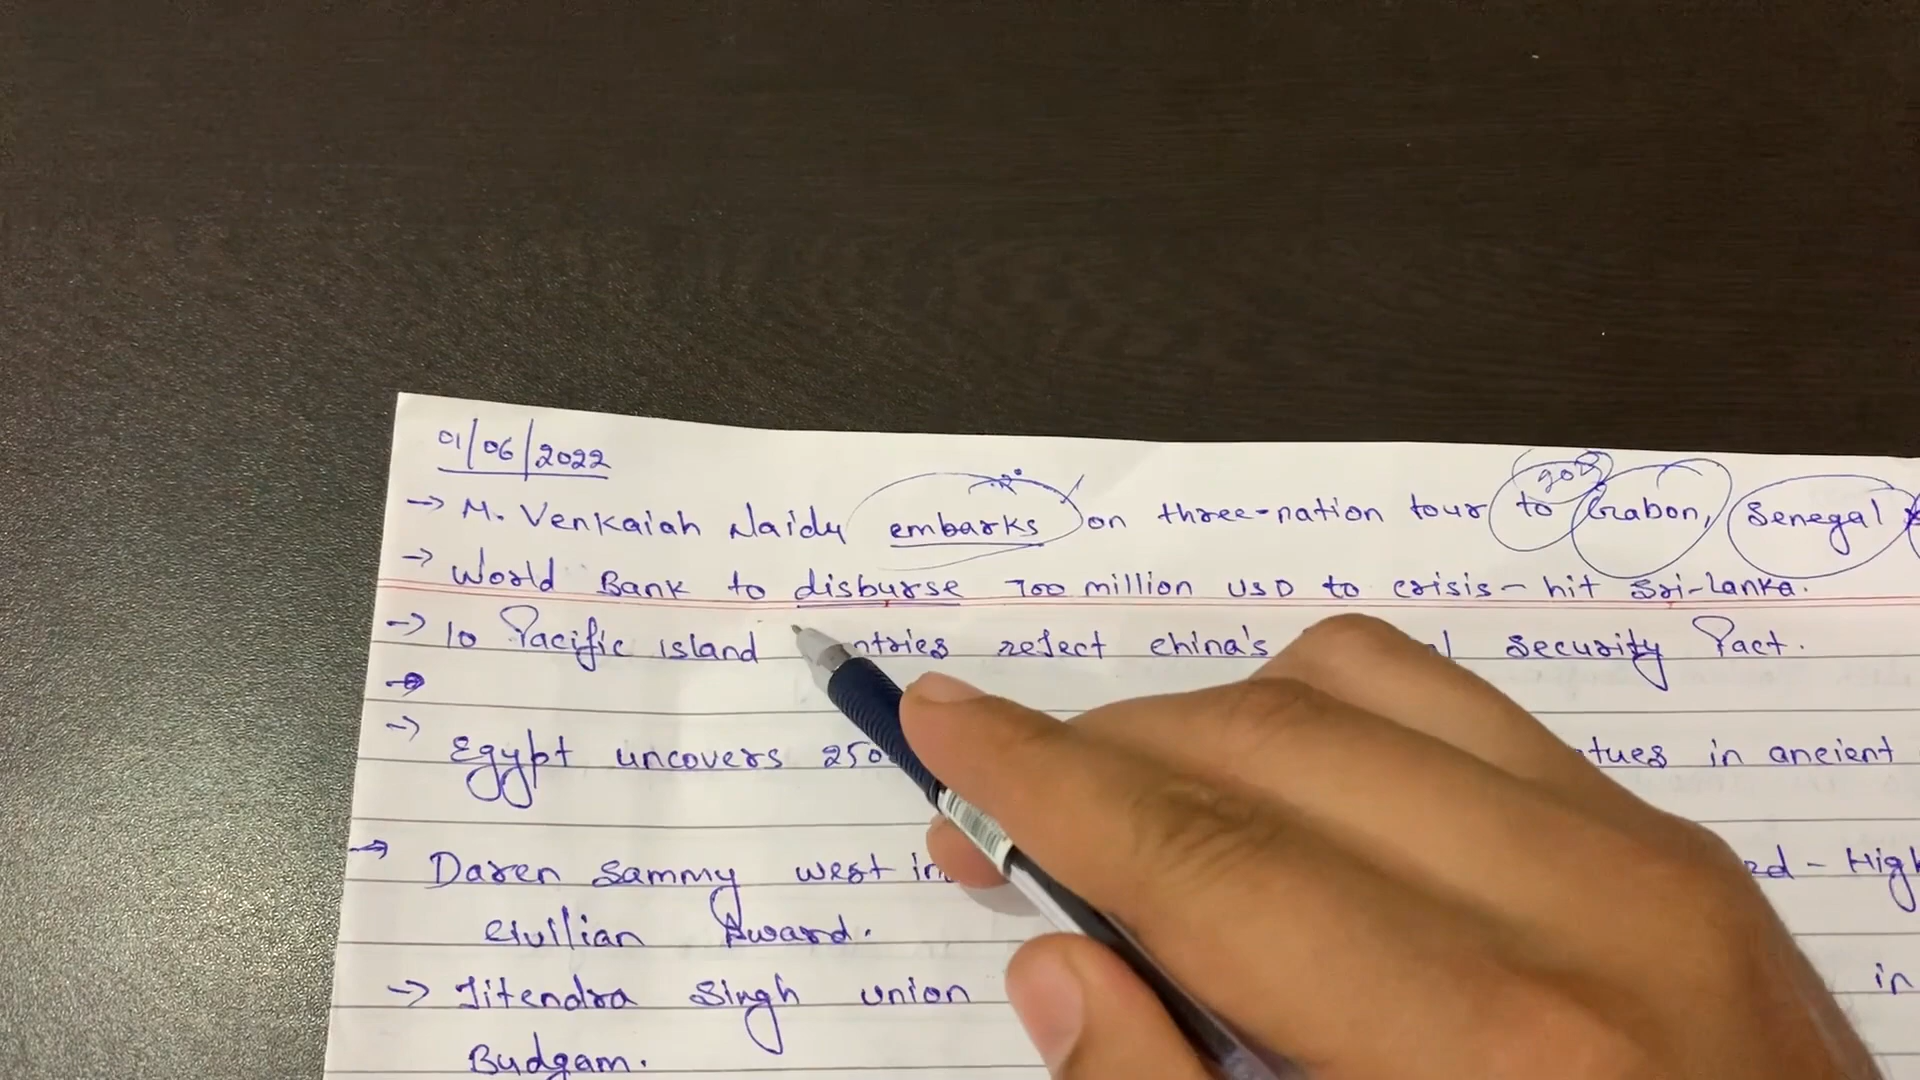 01/06/2022
→ M. Venkaiah Naidu embarks on three-nation tour to Gabon, Senegal
→ World Bank to disburse 700 million USD to crisis-hit Sri-Lanka.
→ 10 Pacific island ntries reject China's l Security Pact.
→
→ Egypt uncovers 250 tues in ancient
→ Daren Sammy west in rd - High
Civilian Award.
→ Jitendra Singh union in
Budgam.